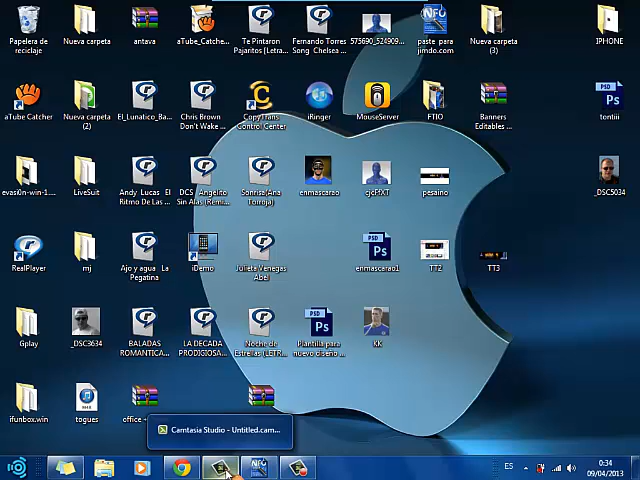 Papelera de
reciclaje
Nueva carpeta
antava
aTube_Catche...
Te Pintaron
Pajaritos [Letra...
Fernando Torres
Song Chelsea ...
575690_524909...
paste para
jimdo.com
Nueva carpeta
(3)
IPHONE
aTube Catcher
Nueva carpeta
(2)
El_Lunatico_Ba...
Chris Brown
Don't Wake ...
CopyTrans
Control Center
iRinger
MouseServer
FTIO
Banners
Editables ...
tontiii
evasi0n-win-1....
LiveSuit
Andy Lucas El
Ritmo De Las ...
DCS_Angelito
Sin Alas (Remi...
Sonrisa(Ana
Torroja)
enmascarao
cjcFfXT
pesaino
_DSC5034
RealPlayer
mj
Ajo y agua La
Pegatina
iDemo
Julieta Venegas
Abel
enmascarao1
TT2
TT3
Gplay
_DSC3634
BALADAS
ROMANTICA...
LA DECADA
PRODIGIOSA...
Noche de
Estrellas (LETR...
Plantilla para
nuevo diseño ...
KK
ifunbox.win
togues
office
Camtasia Studio - Untitled.cam...
ES
0:34
09/04/2013